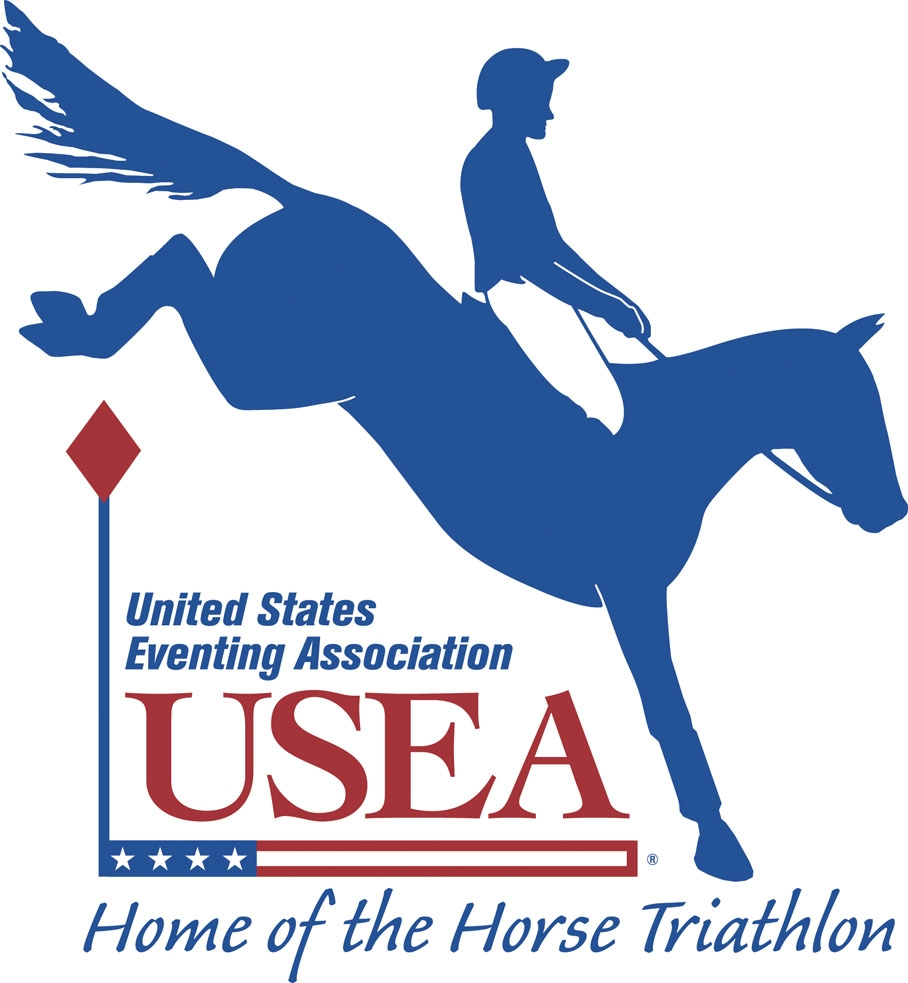 United States
Eventing Association
USEA
®
Home of the Horse Triathlon